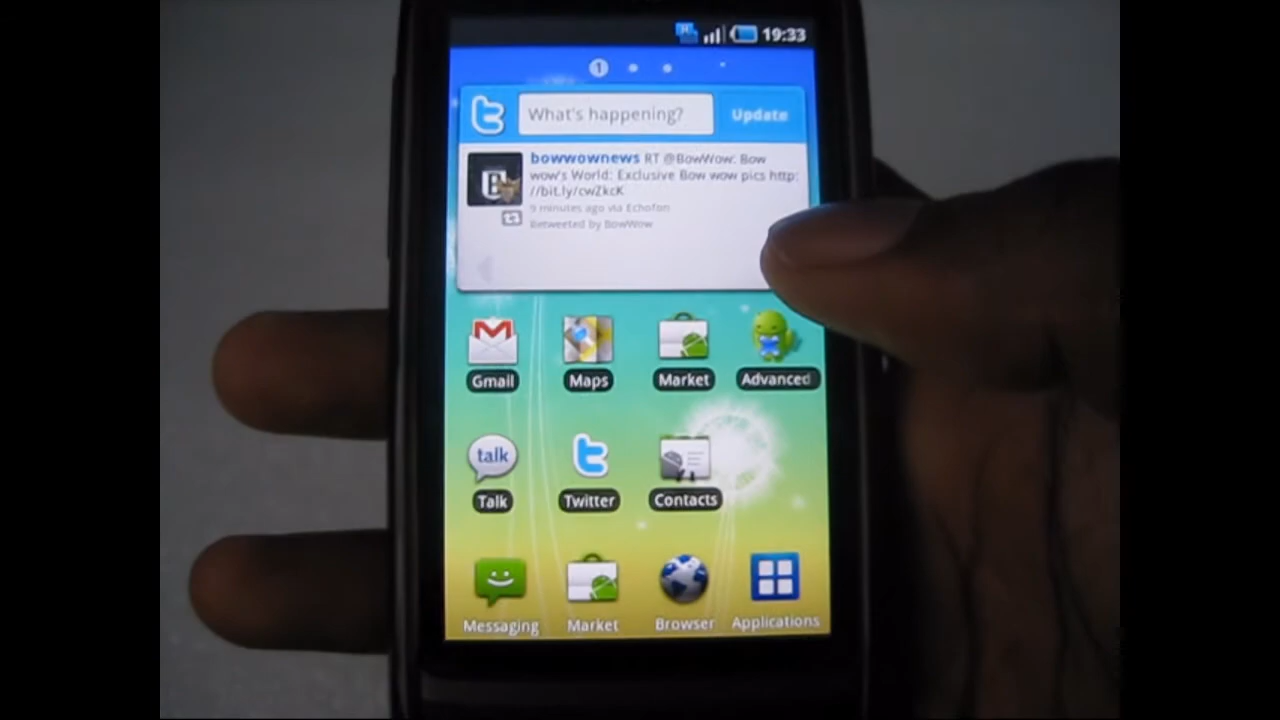 19:33
1
What's happening?
Update
bowwownews RT @BowWow: Bow
wow's World: Exclusive Bow wow pics http:
//bit.ly/cwZkcK
9 minutes ago via Echofon
Retweeted by BowWow
Gmail
Maps
Market
Advanced
talk
Talk
Twitter
Contacts
Messaging
Market
Browser
Applications